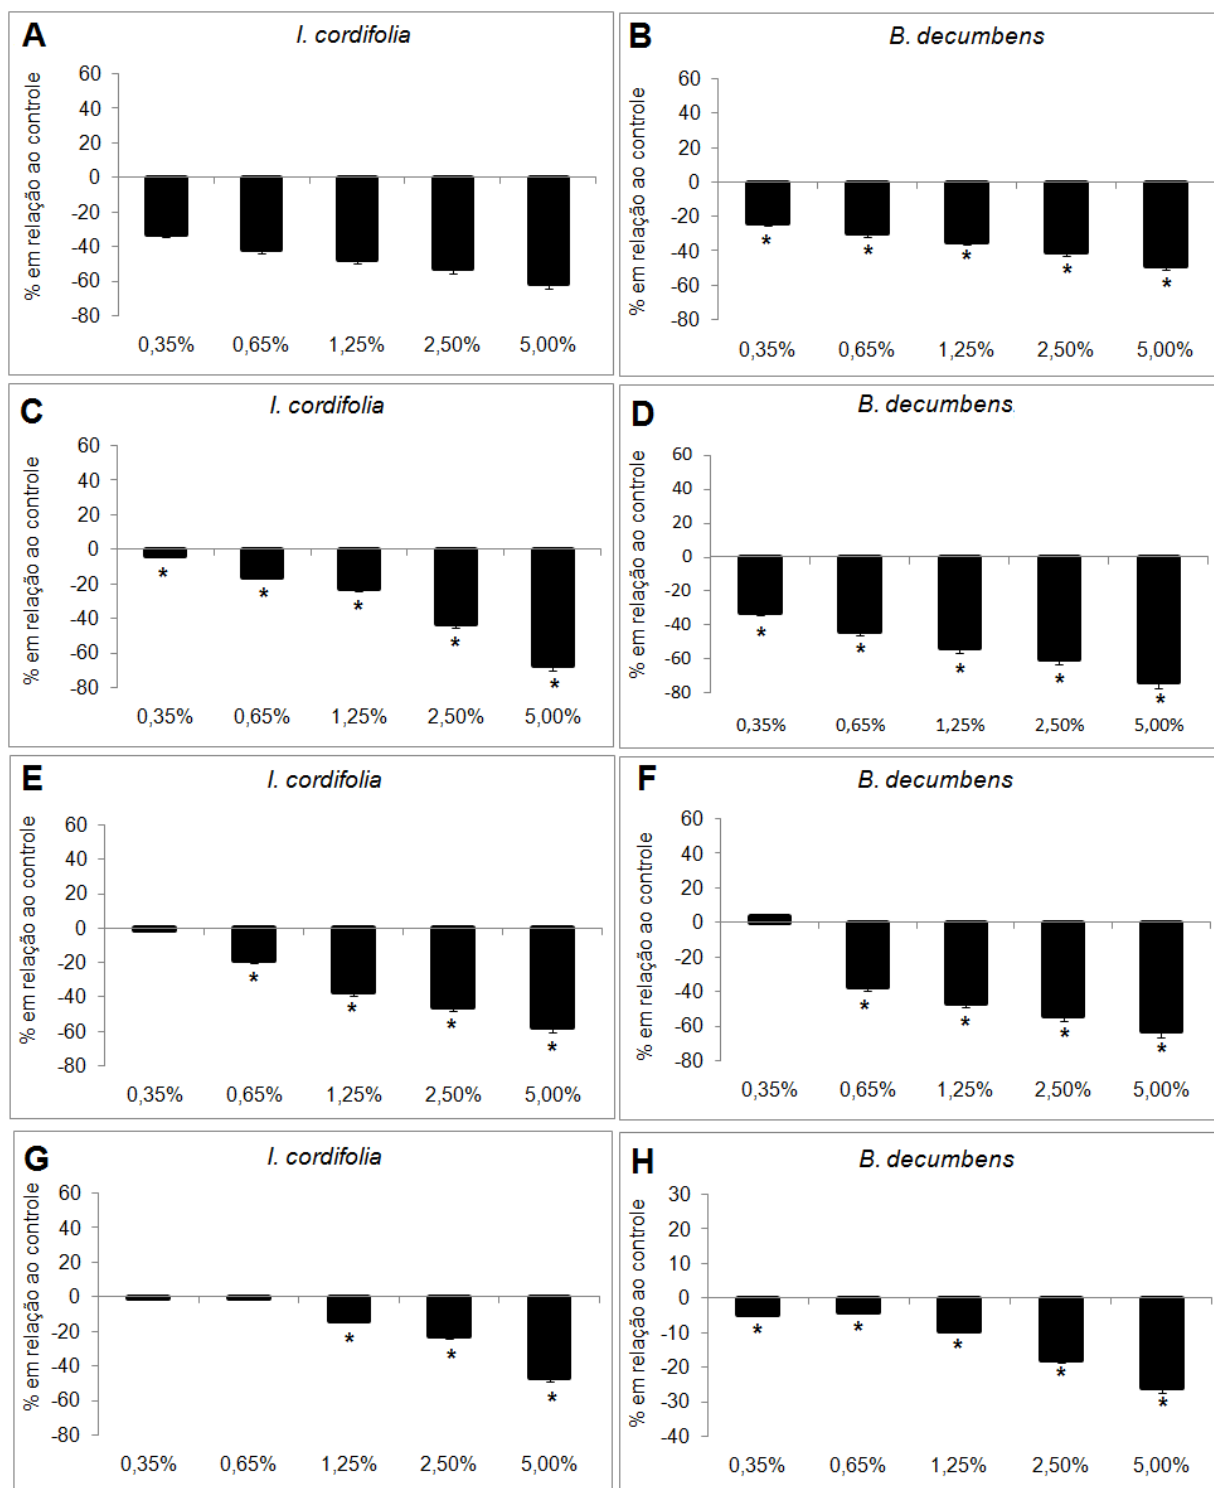 A
I. cordifolia
% em relação ao controle
60
40
20
0
-20
-40
-60
-80
0,35% 0,65% 1,25% 2,50% 5,00%
B
B. decumbens
% em relação ao controle
60
40
20
0
-20
-40
-60
-80
* * * * *
0,35% 0,65% 1,25% 2,50% 5,00%
C
I. cordifolia
% em relação ao controle
60
40
20
0
-20
-40
-60
-80
* * * * *
0,35% 0,65% 1,25% 2,50% 5,00%
D
B. decumbens
% em relação ao controle
60
40
20
0
-20
-40
-60
-80
* * * * *
0,35% 0,65% 1,25% 2,50% 5,00%
E
I. cordifolia
% em relação ao controle
60
40
20
0
-20
-40
-60
-80
* * * *
0,35% 0,65% 1,25% 2,50% 5,00%
F
B. decumbens
% em relação ao controle
60
40
20
0
-20
-40
-60
-80
* * * *
0,35% 0,65% 1,25% 2,50% 5,00%
G
I. cordifolia
% em relação ao controle
60
40
20
0
-20
-40
-60
-80
* * *
0,35% 0,65% 1,25% 2,50% 5,00%
H
B. decumbens
% em relação ao controle
30
20
10
0
-10
-20
-30
-40
* * * * *
0,35% 0,65% 1,25% 2,50% 5,00%